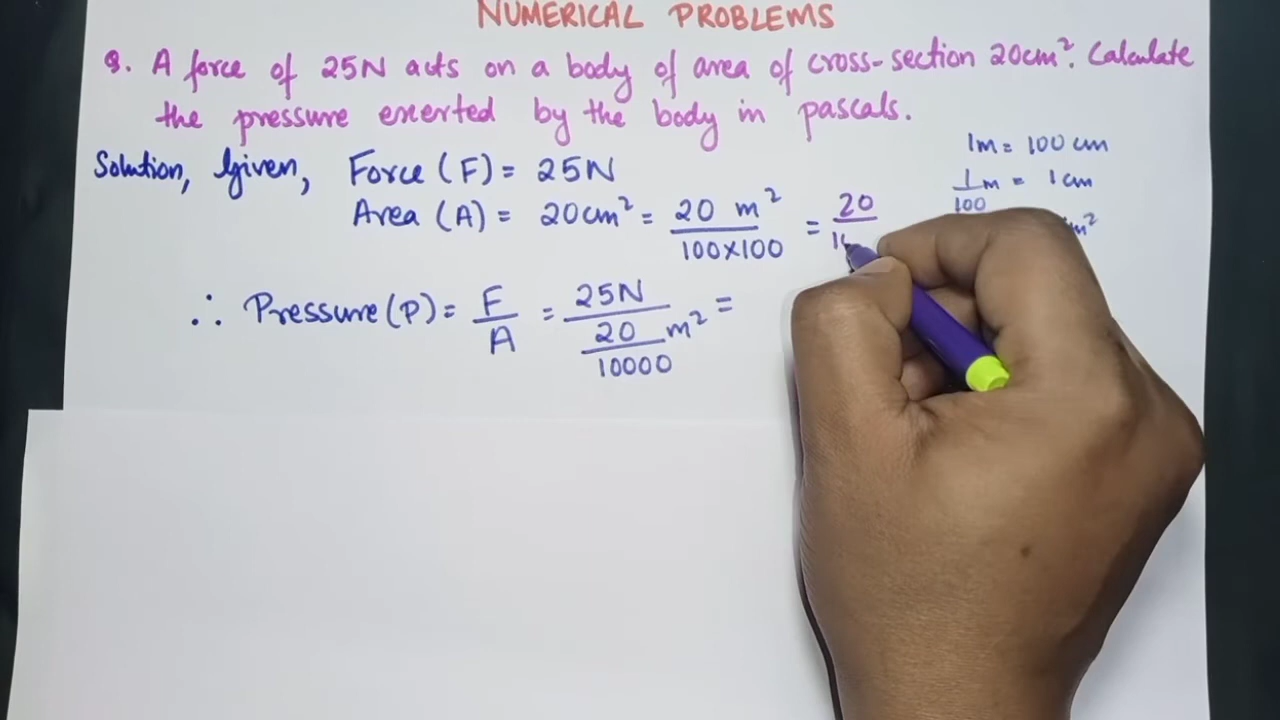 NUMERICAL PROBLEMS
Q. A force of 25N acts on a body of area of cross-section 20cm². Calculate
the pressure exerted by the body in pascals.
Solution, Given, Force (F) = 25N
Area (A) = 20cm² = 20 m² / 100×100 = 20 /
1m = 100 cm
1/100 m = 1 cm
∴ Pressure (P) = F/A = 25N / 20/10000 m² =